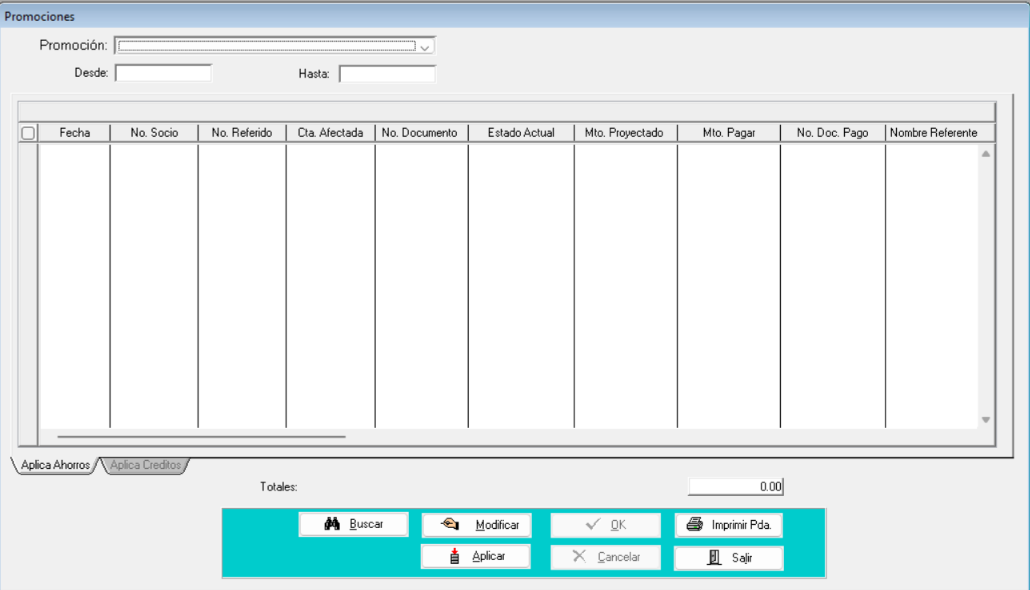 Promociones
Promoción:
Desde: Hasta:
Fecha No. Socio No. Referido Cta. Afectada No. Documento Estado Actual Mto. Proyectado Mto. Pagar No. Doc. Pago Nombre Referente
Aplica Ahorros Aplica Creditos
Totales: 0.00
Buscar Modificar OK Imprimir Pda.
Aplicar Cancelar Salir